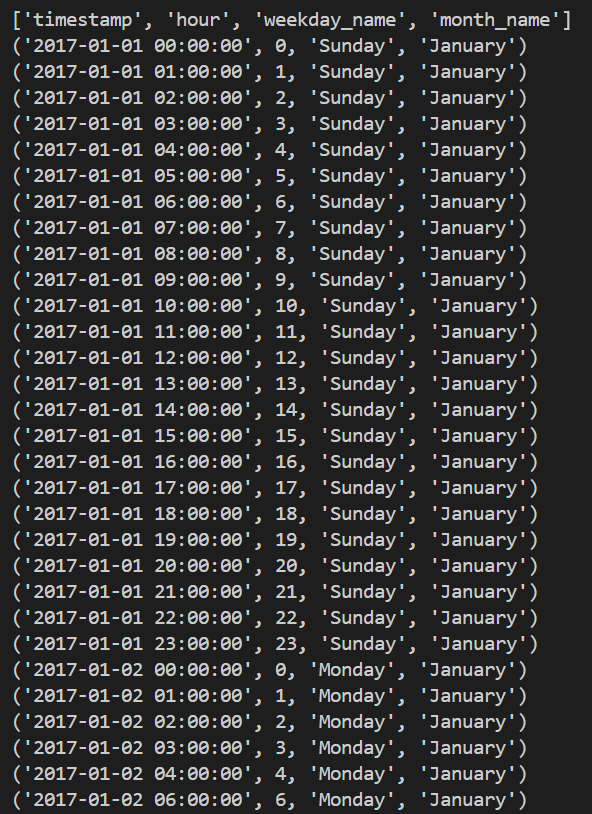 ['timestamp', 'hour', 'weekday_name', 'month_name']
('2017-01-01 00:00:00', 0, 'Sunday', 'January')
('2017-01-01 01:00:00', 1, 'Sunday', 'January')
('2017-01-01 02:00:00', 2, 'Sunday', 'January')
('2017-01-01 03:00:00', 3, 'Sunday', 'January')
('2017-01-01 04:00:00', 4, 'Sunday', 'January')
('2017-01-01 05:00:00', 5, 'Sunday', 'January')
('2017-01-01 06:00:00', 6, 'Sunday', 'January')
('2017-01-01 07:00:00', 7, 'Sunday', 'January')
('2017-01-01 08:00:00', 8, 'Sunday', 'January')
('2017-01-01 09:00:00', 9, 'Sunday', 'January')
('2017-01-01 10:00:00', 10, 'Sunday', 'January')
('2017-01-01 11:00:00', 11, 'Sunday', 'January')
('2017-01-01 12:00:00', 12, 'Sunday', 'January')
('2017-01-01 13:00:00', 13, 'Sunday', 'January')
('2017-01-01 14:00:00', 14, 'Sunday', 'January')
('2017-01-01 15:00:00', 15, 'Sunday', 'January')
('2017-01-01 16:00:00', 16, 'Sunday', 'January')
('2017-01-01 17:00:00', 17, 'Sunday', 'January')
('2017-01-01 18:00:00', 18, 'Sunday', 'January')
('2017-01-01 19:00:00', 19, 'Sunday', 'January')
('2017-01-01 20:00:00', 20, 'Sunday', 'January')
('2017-01-01 21:00:00', 21, 'Sunday', 'January')
('2017-01-01 22:00:00', 22, 'Sunday', 'January')
('2017-01-01 23:00:00', 23, 'Sunday', 'January')
('2017-01-02 00:00:00', 0, 'Monday', 'January')
('2017-01-02 01:00:00', 1, 'Monday', 'January')
('2017-01-02 02:00:00', 2, 'Monday', 'January')
('2017-01-02 03:00:00', 3, 'Monday', 'January')
('2017-01-02 04:00:00', 4, 'Monday', 'January')
('2017-01-02 06:00:00', 6, 'Monday', 'January')